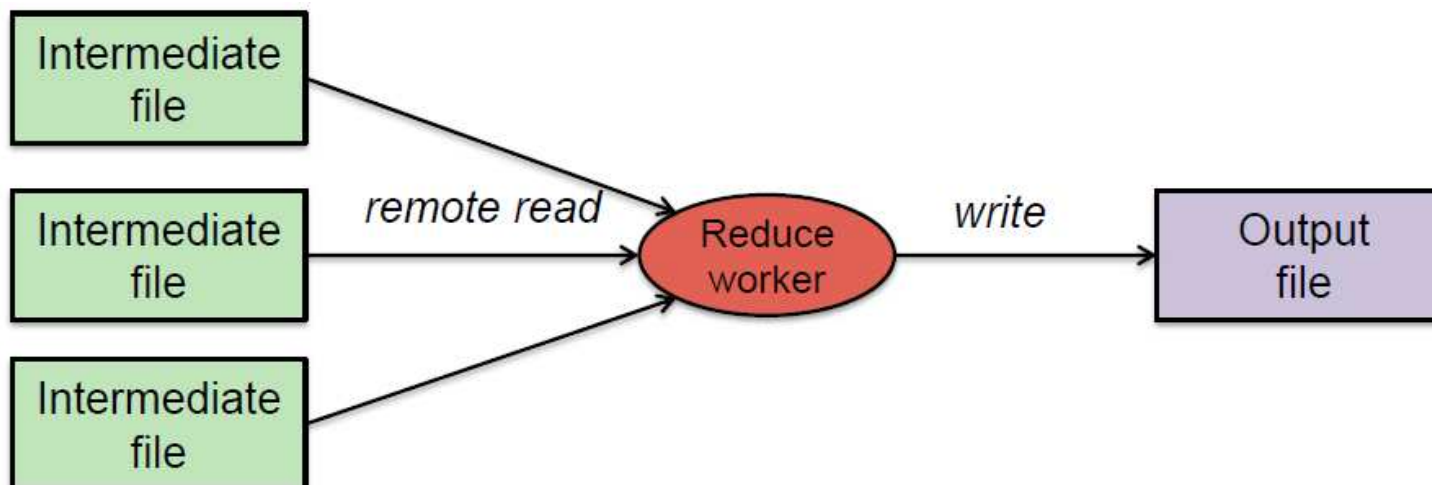 Intermediate
file
remote read
write
Intermediate
file
Reduce
worker
Output
file
Intermediate
file